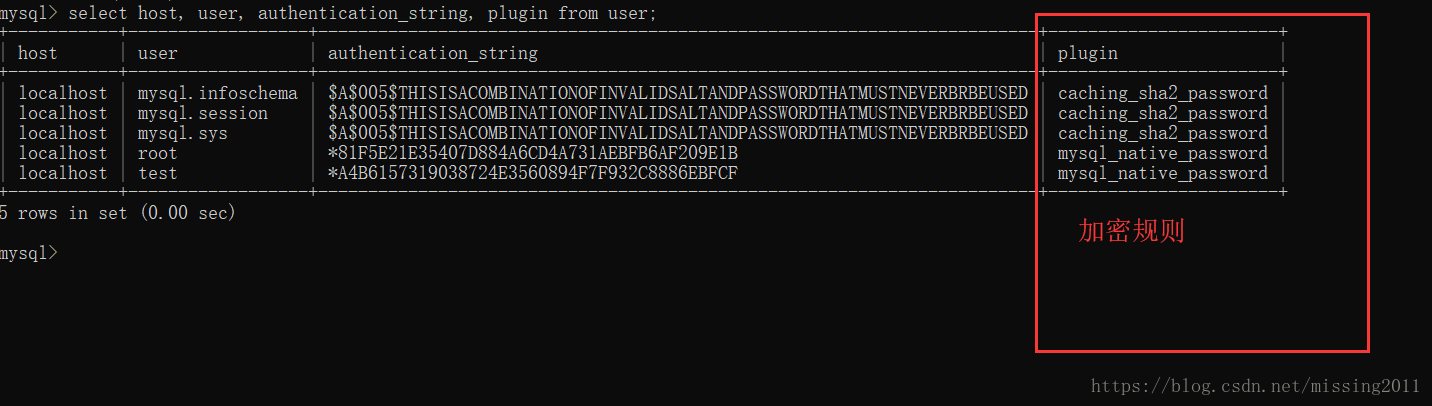 mysql> select host, user, authentication_string, plugin from user;
host user authentication_string plugin
localhost mysql.infoschema $A$005$THISISACOMBINATIONOFINVALIDSALTANDPASSWORDTHATMUSTNEVERBRBEUSED caching_sha2_password
localhost mysql.session $A$005$THISISACOMBINATIONOFINVALIDSALTANDPASSWORDTHATMUSTNEVERBRBEUSED caching_sha2_password
localhost mysql.sys $A$005$THISISACOMBINATIONOFINVALIDSALTANDPASSWORDTHATMUSTNEVERBRBEUSED caching_sha2_password
localhost root *81F5E21E35407D884A6CD4A731AEBFB6AF209E1B mysql_native_password
localhost test *A4B6157319038724E3560894F7F932C8886EBFCF mysql_native_password
5 rows in set (0.00 sec)
加密规则
mysql>
https://blog.csdn.net/missing2011